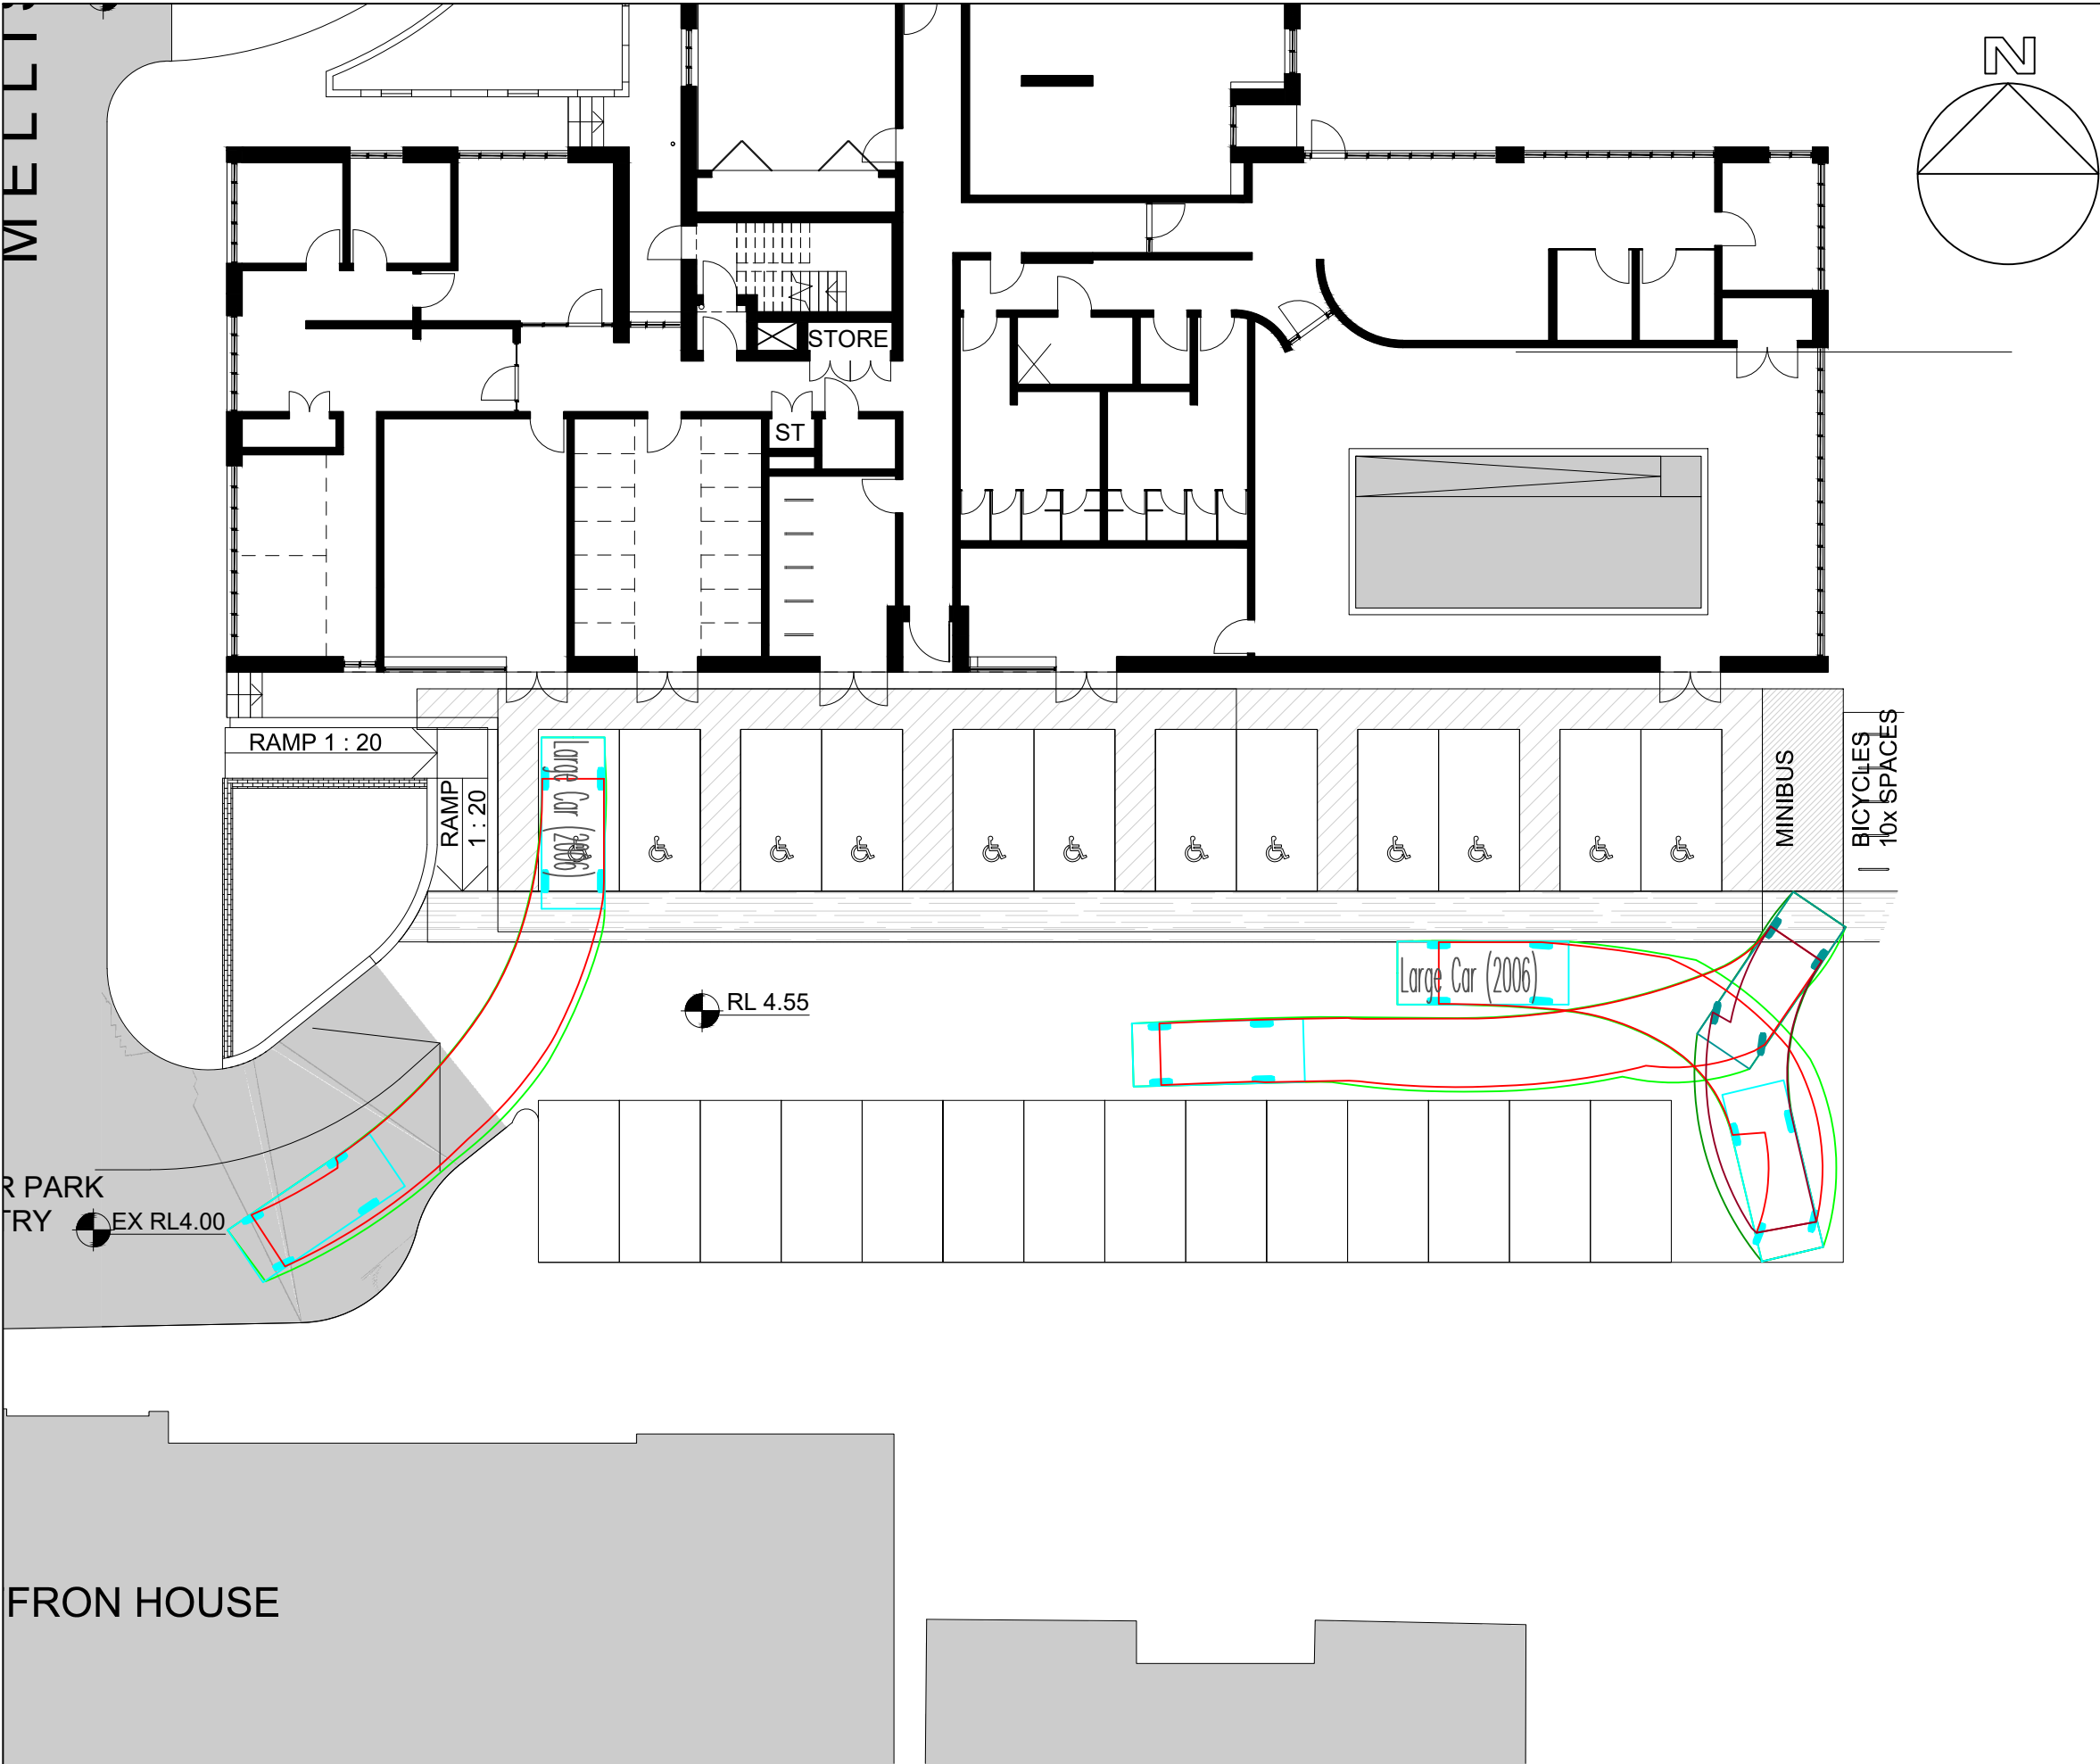 N
STORE
ST
RAMP 1 : 20
RAMP
1 : 20
Large Car (2006)
MINIBUS
BICYCLES
10x SPACES
Large Car (2006)
RL 4.55
R PARK
TRY
EX RL4.00
FRON HOUSE